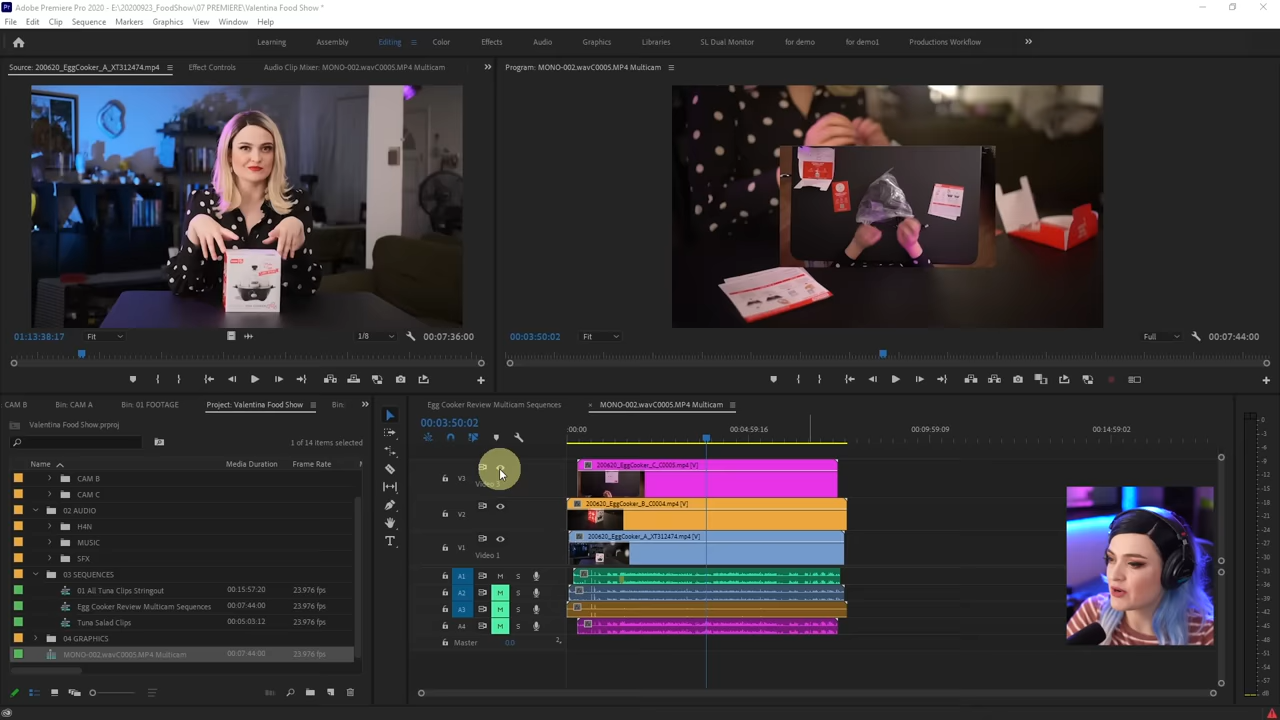 Adobe Premiere Pro 2020 - E:\20200923_FoodShow\07 PREMIERE\Valentina Food Show *
File Edit Clip Sequence Markers Graphics View Window Help
Learning Assembly Editing Color Effects Audio Graphics Libraries SL Dual Monitor for demo for demo1 Productions Workflow
Source: 200620_EggCooker_A_XT312474.mp4 Effect Controls Audio Clip Mixer: MONO-002.wavC0005.MP4 Multicam
Program: MONO-002.wavC0005.MP4 Multicam
01:13:38:17 Fit 1/8 00:07:36:00
00:03:50:02 Fit Full 00:07:44:00
CAM B Bin: CAM A Bin: 01 FOOTAGE Project: Valentina Food Show Bin:
Valentina Food Show.prproj
1 of 14 items selected
Name Media Duration Frame Rate
CAM B
CAM C
02 AUDIO
H4N
MUSIC
SFX
03 SEQUENCES
01 All Tuna Clips Stringout 00:15:57:20 23.976 fps
Egg Cooker Review Multicam Sequences 00:07:44:00 23.976 fps
Tuna Salad Clips 00:05:03:12 23.976 fps
04 GRAPHICS
MONO-002.wavC0005.MP4 Multicam 00:07:44:00 23.976 fps
Egg Cooker Review Multicam Sequences × MONO-002.wavC0005.MP4 Multicam
00:03:50:02
:00:00 00:04:59:16 00:09:59:09 00:14:59:02
V3 Video 3 200620_EggCooker_C_C0005.mp4 [V]
V2 200620_EggCooker_B_C0004.mp4 [V]
V1 Video 1 200620_EggCooker_A_XT312474.mp4 [V]
A1 M S
A2 M S
A3 M S
A4 M S
Master 0.0